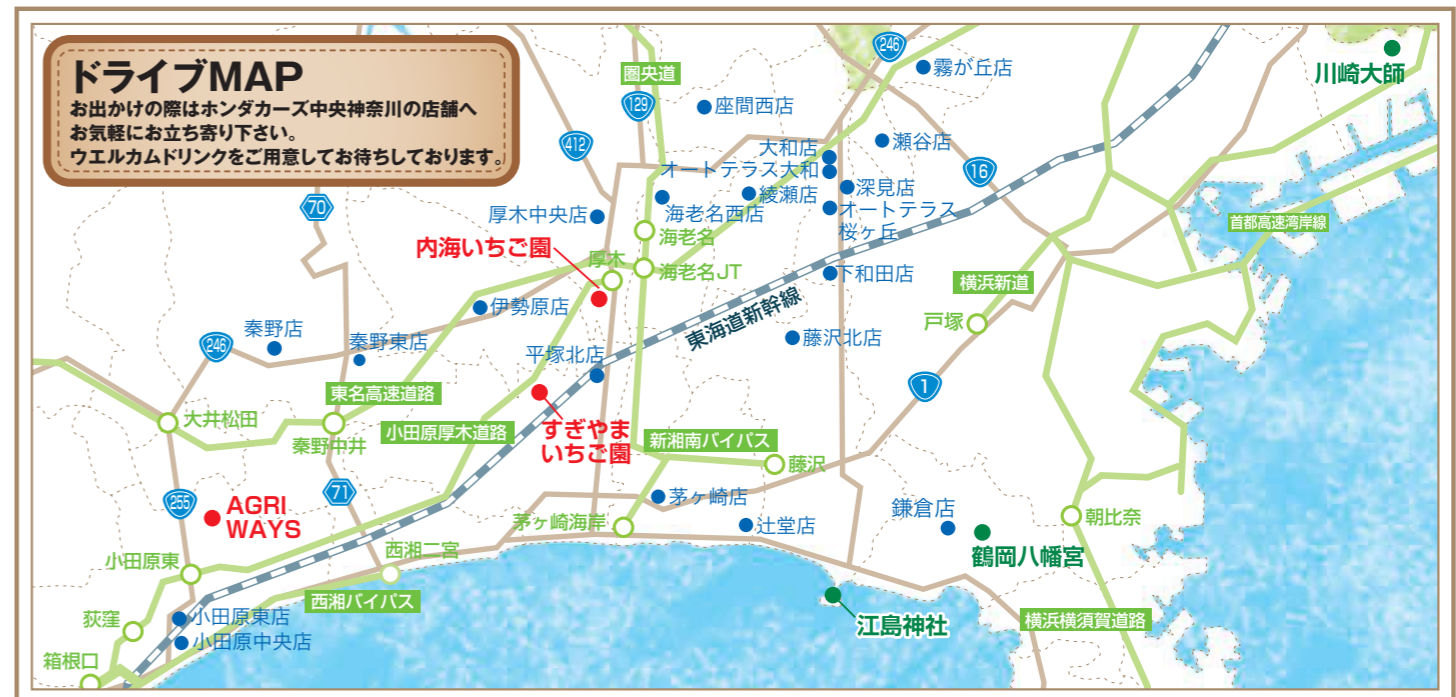 ドライブMAP
お出かけの際はホンダカーズ中央神奈川の店舗へ
お気軽にお立ち寄り下さい。
ウエルカムドリンクをご用意してお待ちしております。
圏央道
129
412
246
霧が丘店
川崎大師
座間西店
大和店
オートテラス大和
瀬谷店
16
70
厚木中央店
海老名西店
綾瀬店
深見店
オートテラス
桜ヶ丘
首都高速湾岸線
内海いちご園
海老名
厚木
海老名JT
下和田店
横浜新道
伊勢原店
東海道新幹線
戸塚
246
秦野店
秦野東店
平塚北店
藤沢北店
1
東名高速道路
大井松田
秦野中井
小田原厚木道路
すぎやま
いちご園
新湘南バイパス
藤沢
255
AGRI
WAYS
71
茅ヶ崎店
茅ヶ崎海岸
辻堂店
鎌倉店
朝比奈
鶴岡八幡宮
小田原東
西湘二宮
西湘バイパス
江島神社
横浜横須賀道路
荻窪
小田原東店
小田原中央店
箱根口